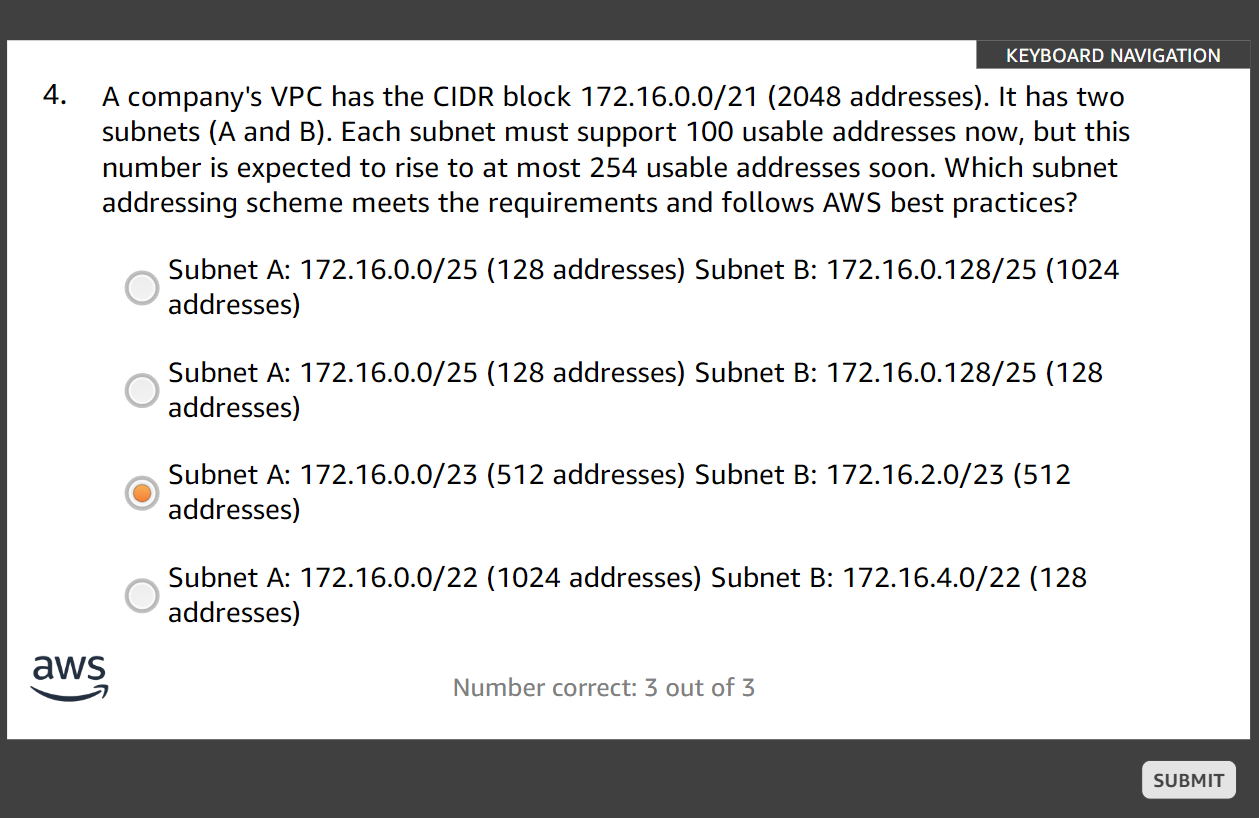 KEYBOARD NAVIGATION
4. A company's VPC has the CIDR block 172.16.0.0/21 (2048 addresses). It has two
subnets (A and B). Each subnet must support 100 usable addresses now, but this
number is expected to rise to at most 254 usable addresses soon. Which subnet
addressing scheme meets the requirements and follows AWS best practices?
Subnet A: 172.16.0.0/25 (128 addresses) Subnet B: 172.16.0.128/25 (1024
addresses)
Subnet A: 172.16.0.0/25 (128 addresses) Subnet B: 172.16.0.128/25 (128
addresses)
Subnet A: 172.16.0.0/23 (512 addresses) Subnet B: 172.16.2.0/23 (512
addresses)
Subnet A: 172.16.0.0/22 (1024 addresses) Subnet B: 172.16.4.0/22 (128
addresses)
aws
Number correct: 3 out of 3
SUBMIT